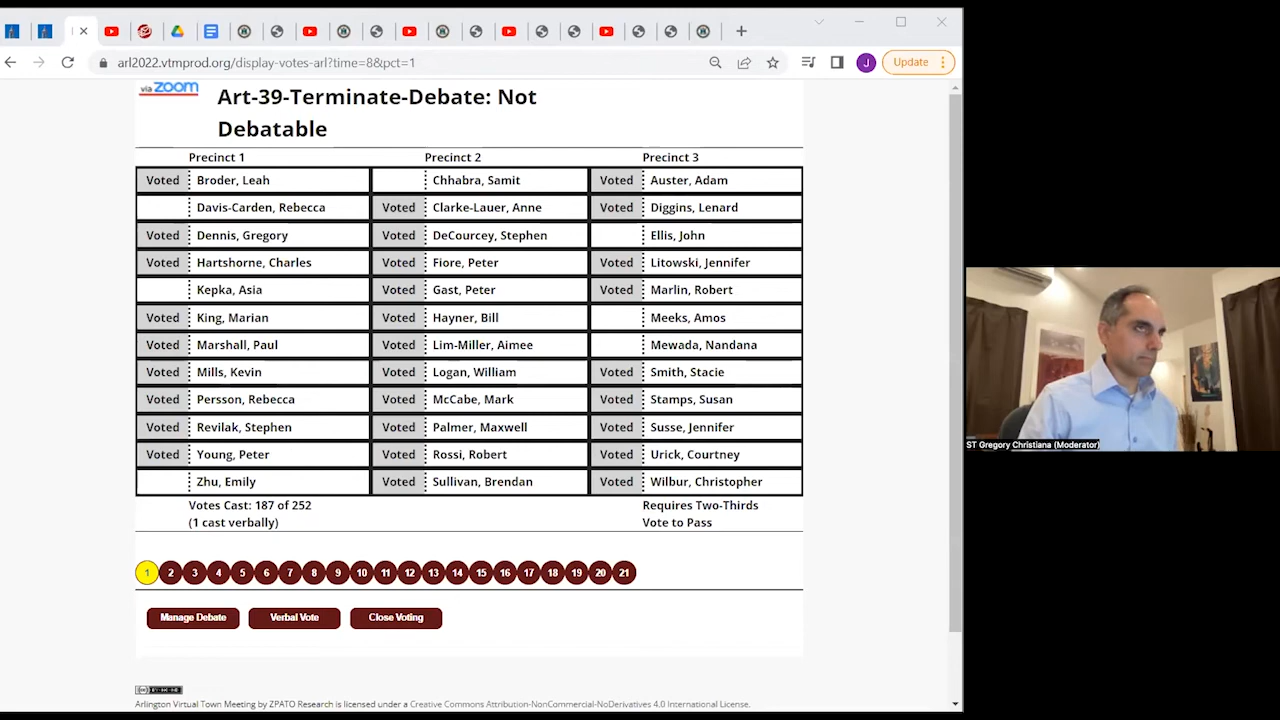 arl2022.vtmprod.org/display-votes-arl?time=8&pct=1
J
Update
via zoom
Art-39-Terminate-Debate: Not
Debatable
Precinct 1 Precinct 2 Precinct 3
Voted Broder, Leah Chhabra, Samit Voted Auster, Adam
Davis-Carden, Rebecca Voted Clarke-Lauer, Anne Voted Diggins, Lenard
Voted Dennis, Gregory Voted DeCourcey, Stephen Ellis, John
Voted Hartshorne, Charles Voted Fiore, Peter Voted Litowski, Jennifer
Kepka, Asia Voted Gast, Peter Voted Marlin, Robert
Voted King, Marian Voted Hayner, Bill Meeks, Amos
Voted Marshall, Paul Voted Lim-Miller, Aimee Mewada, Nandana
Voted Mills, Kevin Voted Logan, William Voted Smith, Stacie
Voted Persson, Rebecca Voted McCabe, Mark Voted Stamps, Susan
Voted Revilak, Stephen Voted Palmer, Maxwell Voted Susse, Jennifer
Voted Young, Peter Voted Rossi, Robert Voted Urick, Courtney
Zhu, Emily Voted Sullivan, Brendan Voted Wilbur, Christopher
Votes Cast: 187 of 252 Requires Two-Thirds
(1 cast verbally) Vote to Pass
1 2 3 4 5 6 7 8 9 10 11 12 13 14 15 16 17 18 19 20 21
Manage Debate Verbal Vote Close Voting
Arlington Virtual Town Meeting by ZPATO Research is licensed under a Creative Commons Attribution-NonCommercial-NoDerivatives 4.0 International License.
ST Gregory Christiana (Moderator)